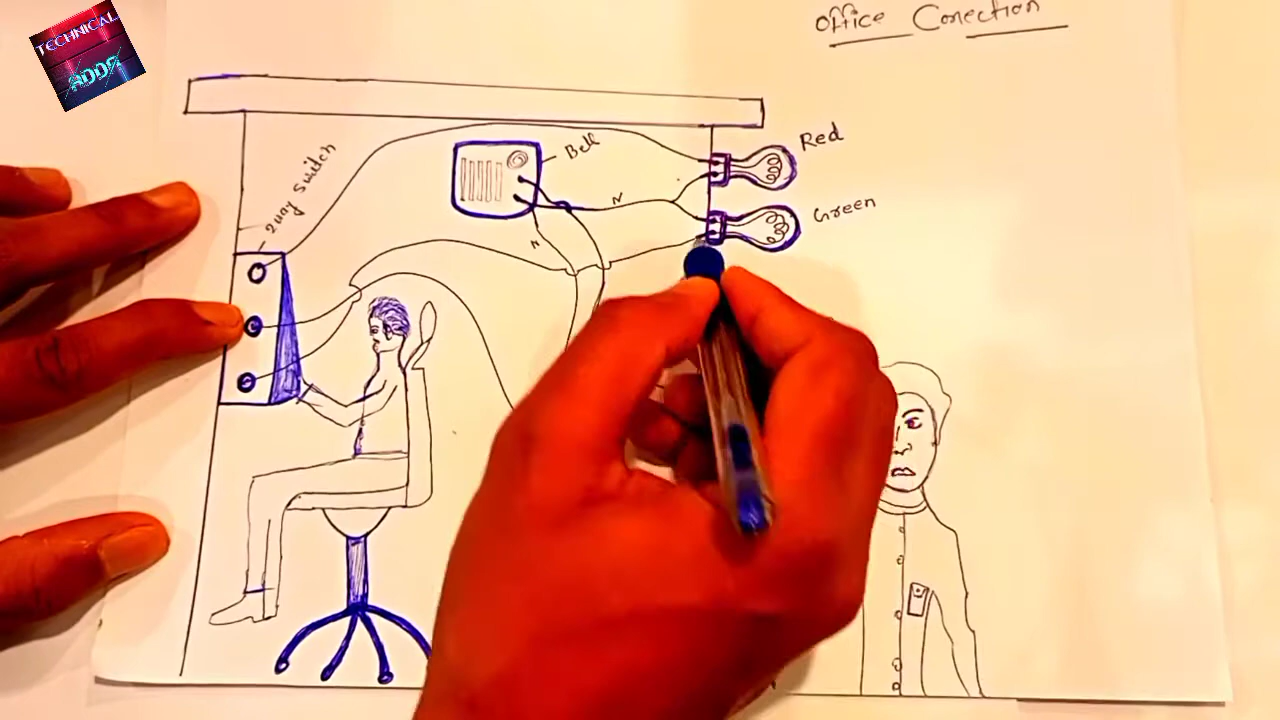 TECHNICAL
ADDA
Office Conection
2way Switch
Bell
Red
N
Green
N